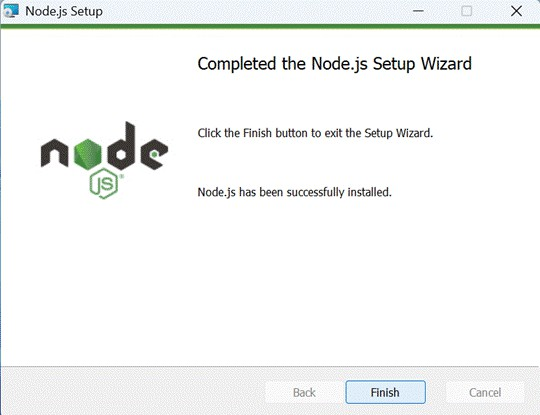 Node.js Setup
Completed the Node.js Setup Wizard
node
JS
Click the Finish button to exit the Setup Wizard.
Node.js has been successfully installed.
Back
Finish
Cancel